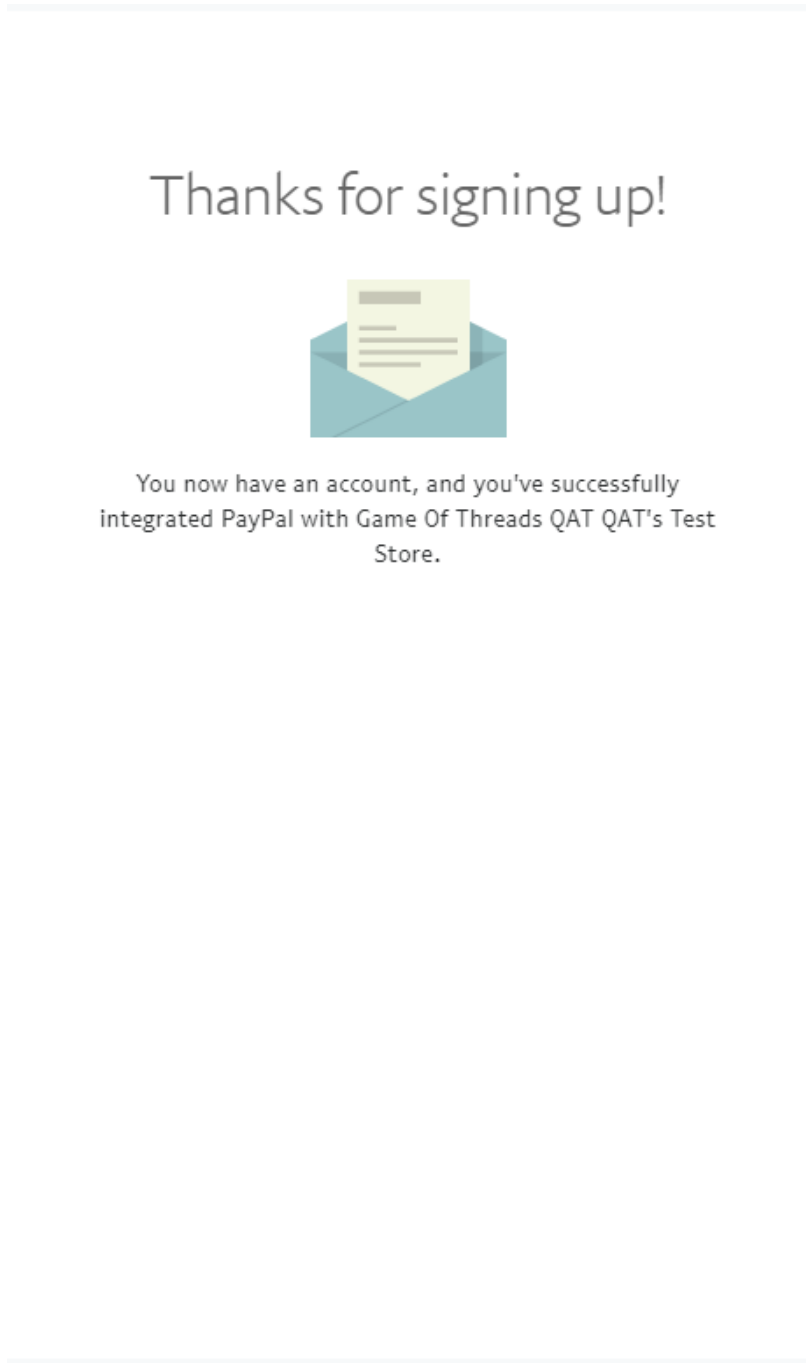 Thanks for signing up!
You now have an account, and you've successfully
integrated PayPal with Game Of Threads QAT QAT's Test
Store.